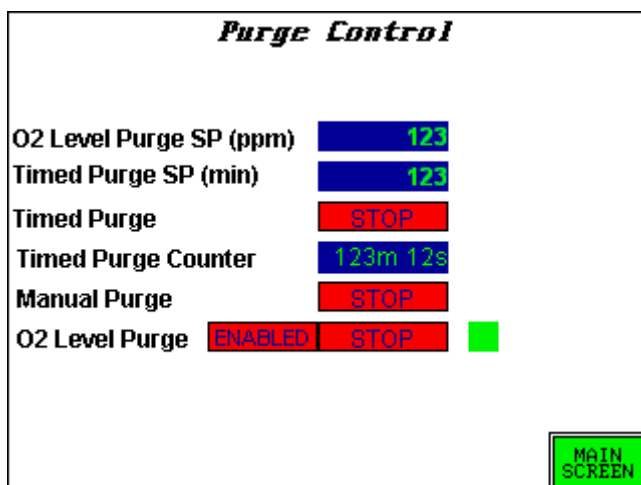 Purge Control
O2 Level Purge SP (ppm) 123
Timed Purge SP (min) 123
Timed Purge STOP
Timed Purge Counter 123m 12s
Manual Purge STOP
O2 Level Purge ENABLED STOP
MAIN
SCREEN